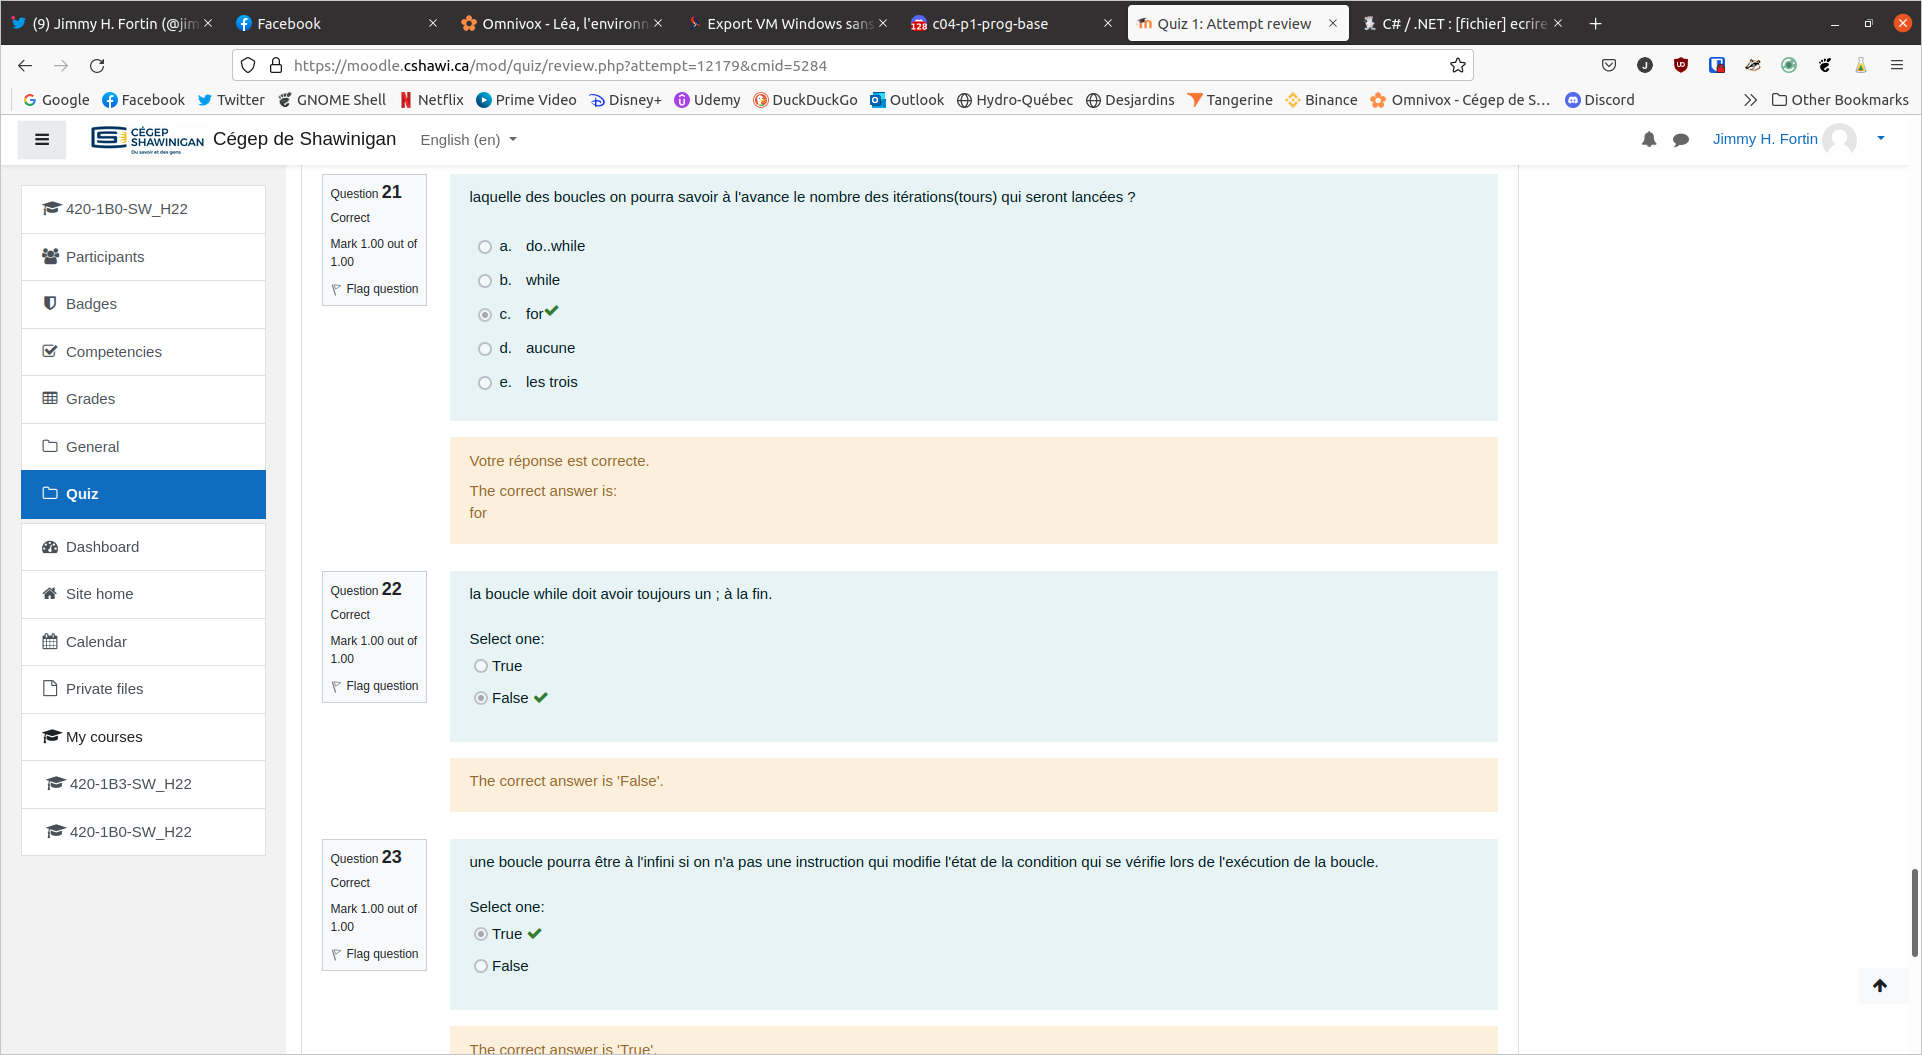 (9) Jimmy H. Fortin (@jim
Facebook
Omnivox - Léa, l'environn
Export VM Windows sans
c04-p1-prog-base
Quiz 1: Attempt review
C# / .NET : [fichier] ecrire
https://moodle.cshawi.ca/mod/quiz/review.php?attempt=12179&cmid=5284
Google Facebook Twitter GNOME Shell Netflix Prime Video Disney+ Udemy DuckDuckGo Outlook Hydro-Québec Desjardins Tangerine Binance Omnivox - Cégep de S… Discord Other Bookmarks
CÉGEP
SHAWINIGAN
Du savoir et des gens
Cégep de Shawinigan
English (en)
Jimmy H. Fortin
420-1B0-SW_H22
Participants
Badges
Competencies
Grades
General
Quiz
Dashboard
Site home
Calendar
Private files
My courses
420-1B3-SW_H22
420-1B0-SW_H22
Question 21
Correct
Mark 1.00 out of
1.00
Flag question
laquelle des boucles on pourra savoir à l'avance le nombre des itérations(tours) qui seront lancées ?
a. do..while
b. while
c. for
d. aucune
e. les trois
Votre réponse est correcte.
The correct answer is:
for
Question 22
Correct
Mark 1.00 out of
1.00
Flag question
la boucle while doit avoir toujours un ; à la fin.
Select one:
True
False
The correct answer is 'False'.
Question 23
Correct
Mark 1.00 out of
1.00
Flag question
une boucle pourra être à l'infini si on n'a pas une instruction qui modifie l'état de la condition qui se vérifie lors de l'exécution de la boucle.
Select one:
True
False
The correct answer is 'True'.